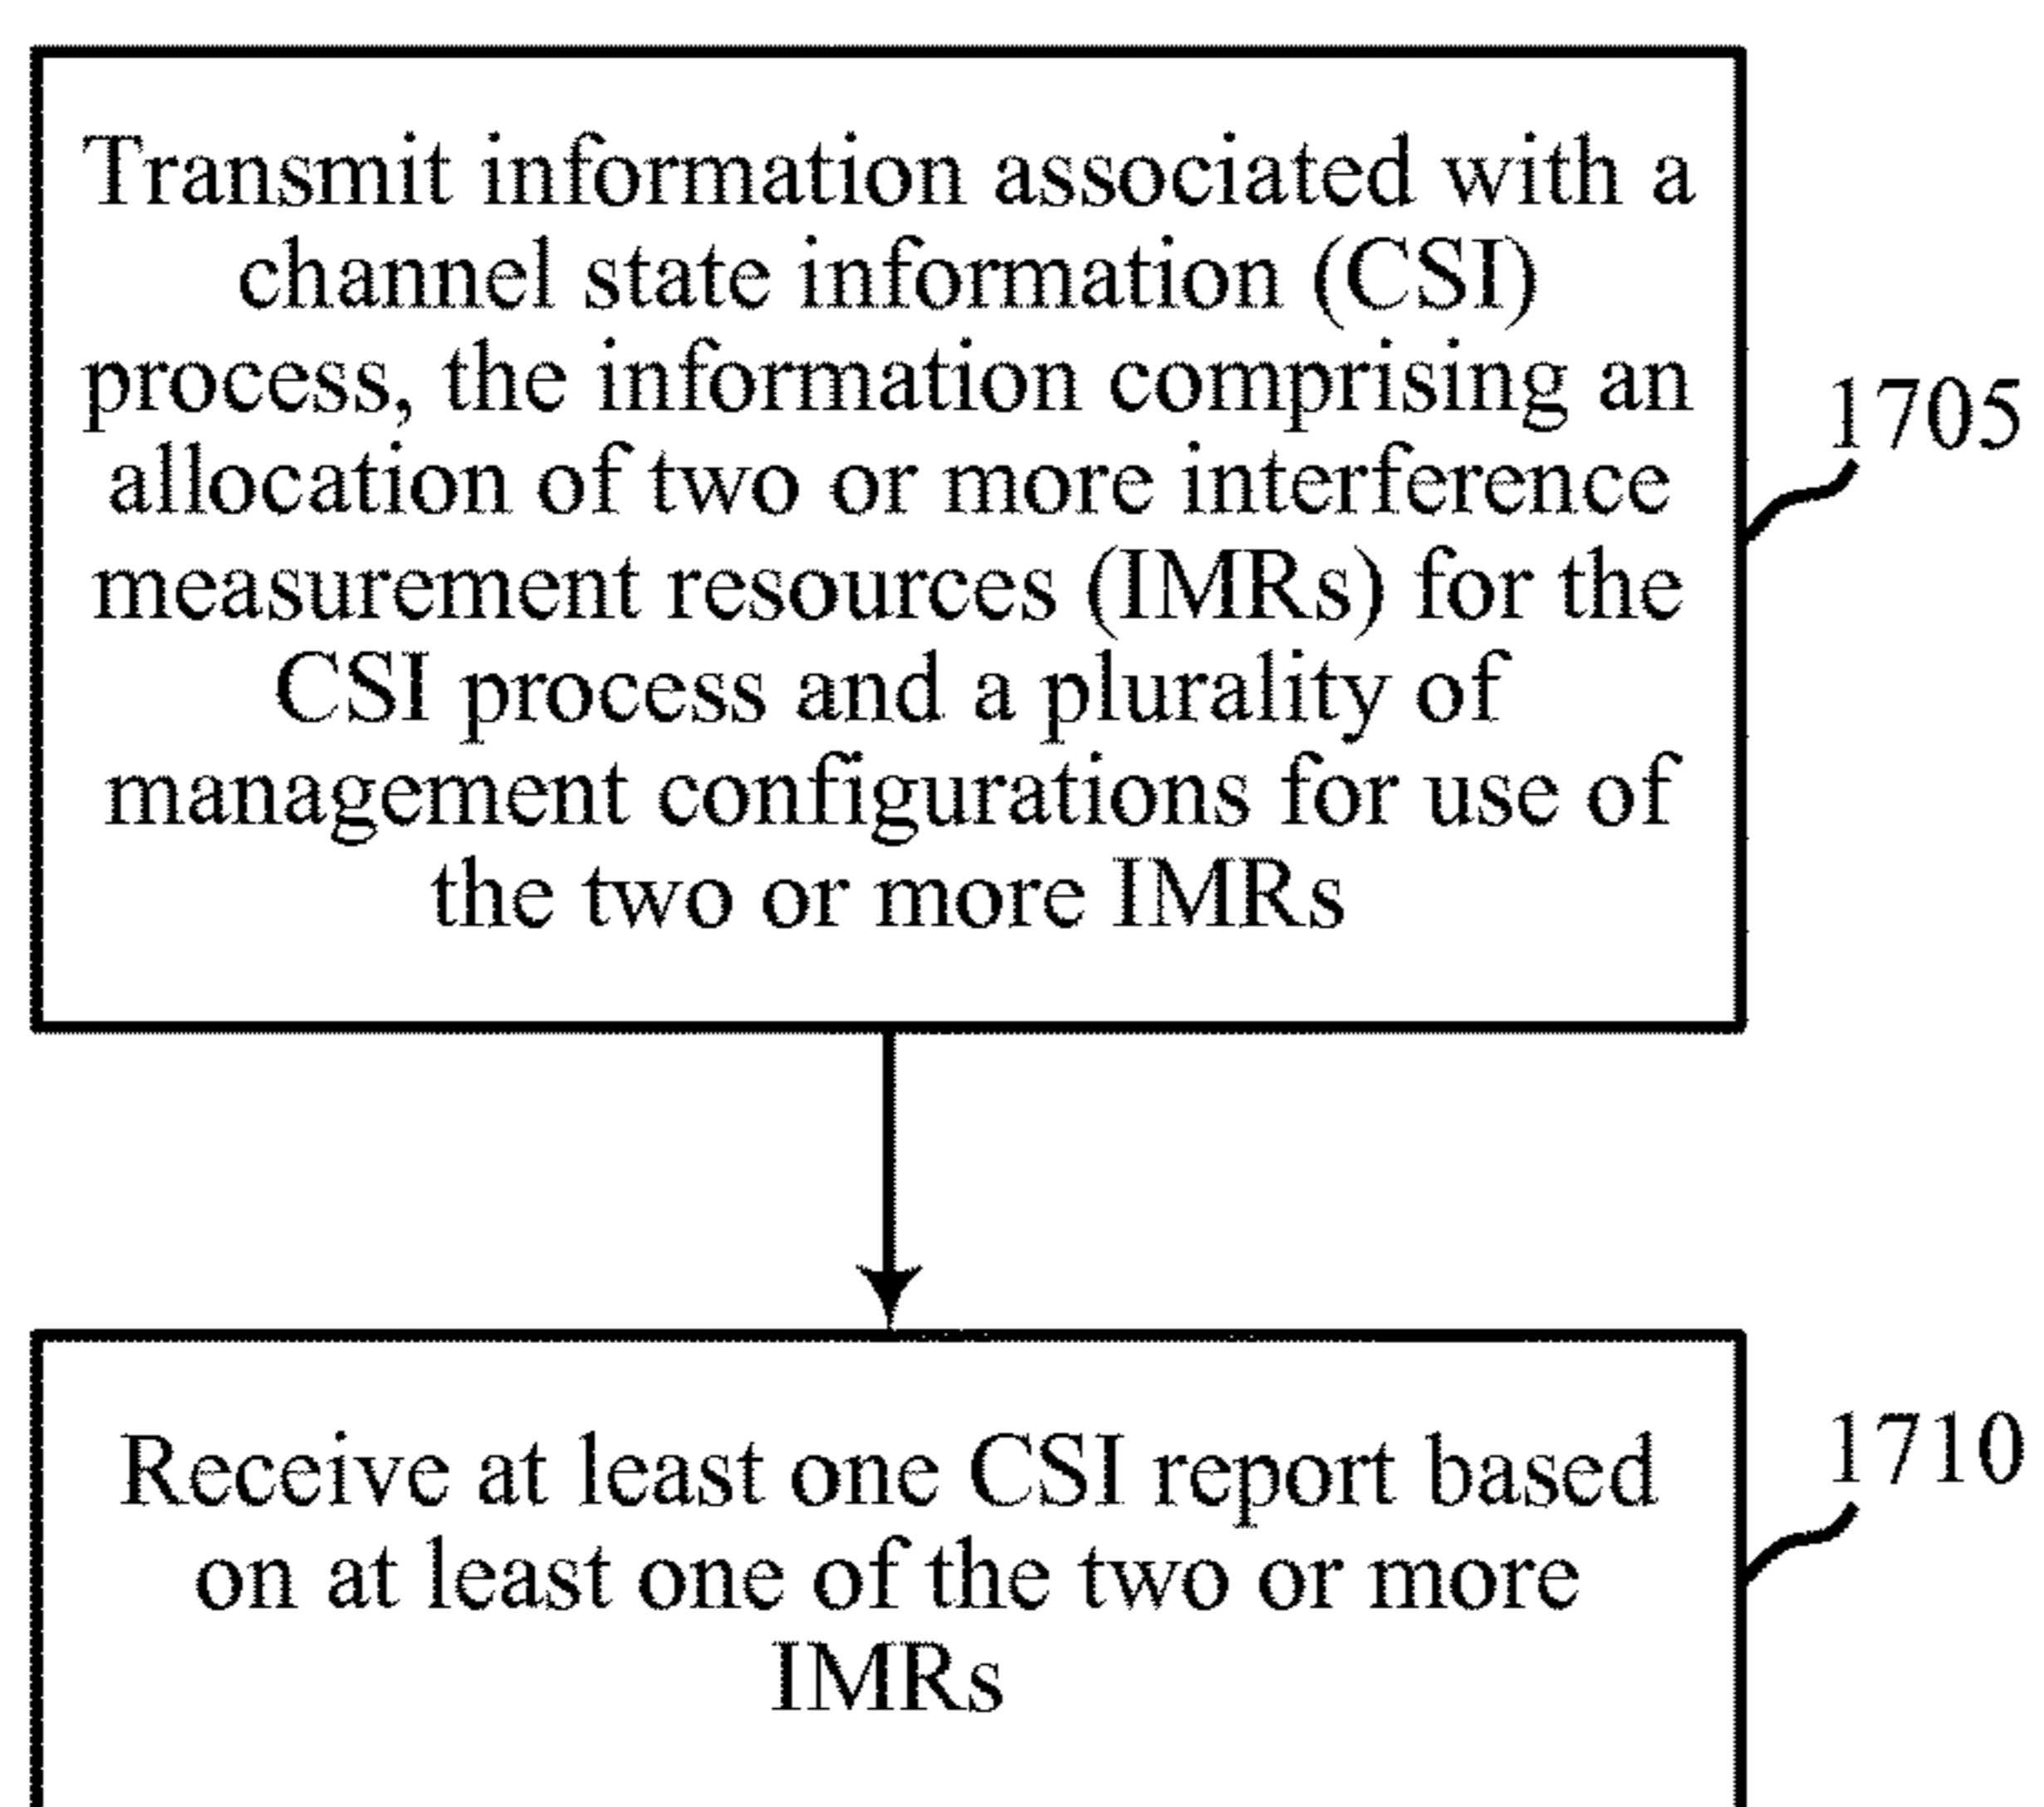 Transmit information associated with a
channel state information (CSI)
process, the information comprising an
allocation of two or more interference
measurement resources (IMRs) for the
CSI process and a plurality of
management configurations for use of
the two or more IMRs
1705
Receive at least one CSI report based
on at least one of the two or more
IMRs
1710